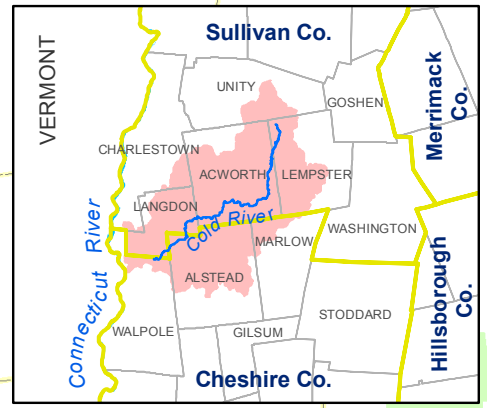 Sullivan Co.
VERMONT
UNITY
GOSHEN
Merrimack
Co.
CHARLESTOWN
ACWORTH
LEMPSTER
LANGDON
Cold River
WASHINGTON
MARLOW
Connecticut River
ALSTEAD
Hillsborough
Co.
STODDARD
WALPOLE
GILSUM
Cheshire Co.